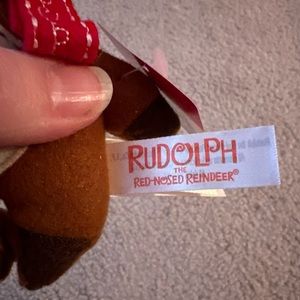 RUDOLPH
THE
RED-NOSED REINDEER®